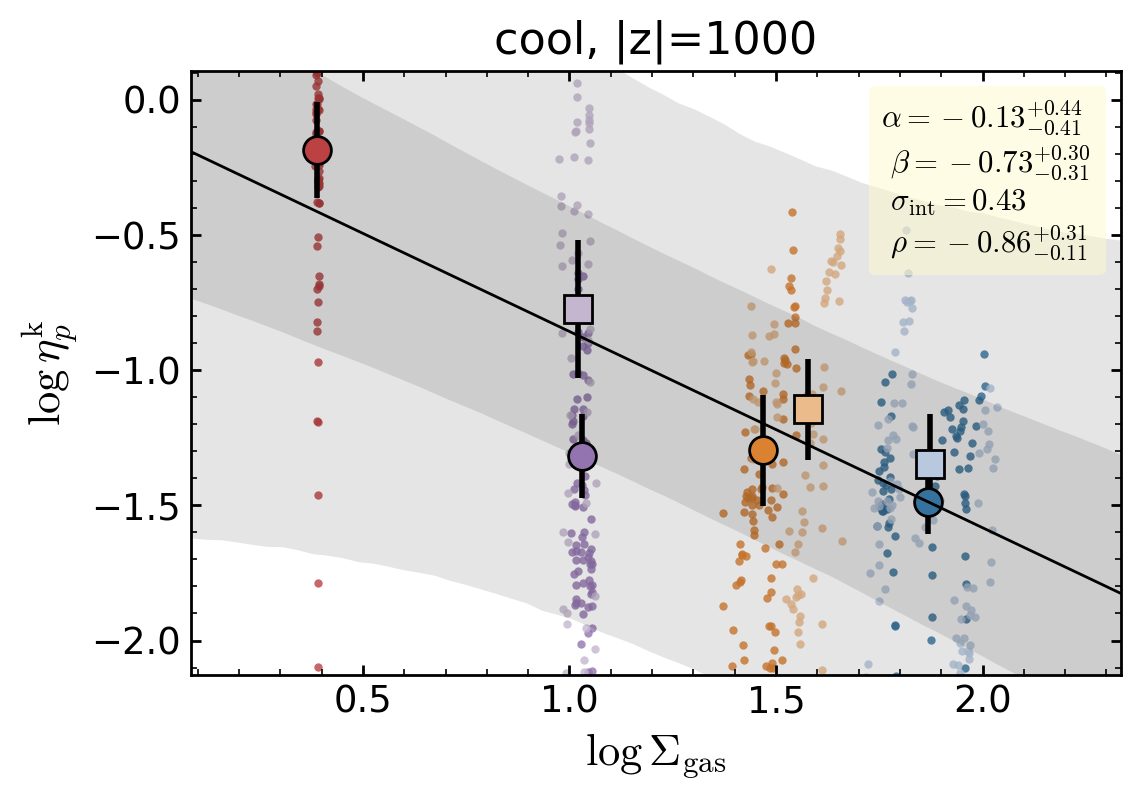 cool, |z|=1000
0.0
−0.5
−1.0
−1.5
−2.0
log η_p^k
α = −0.13^{+0.44}_{−0.41}
β = −0.73^{+0.30}_{−0.31}
σ_int = 0.43
ρ = −0.86^{+0.31}_{−0.11}
0.5 1.0 1.5 2.0
log Σ_gas